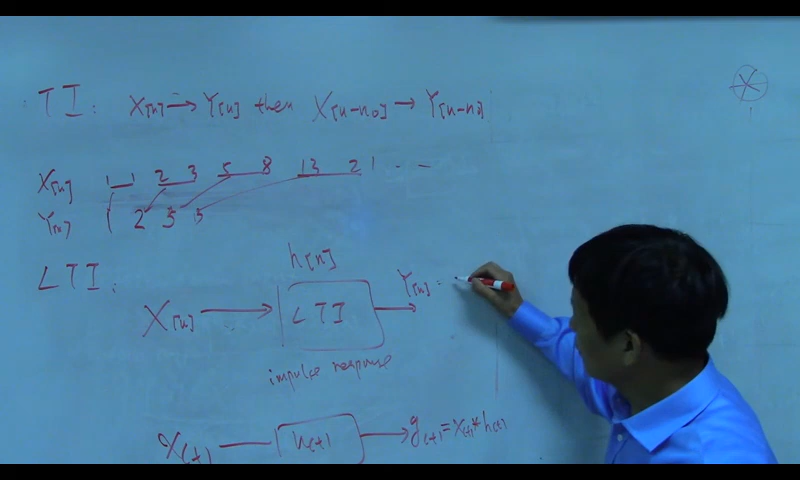 TI: X[n] → Y[n] then X[n-n0] → Y[n-n0]
X[n] 1 1 2 3 5 8 13 21 - -
Y[n] 1 2 5
LTI:
h[n]
X[n] → LTI → Y[n] =
impulse response
x(t) → h(t) → y(t) = x(t) * h(t)